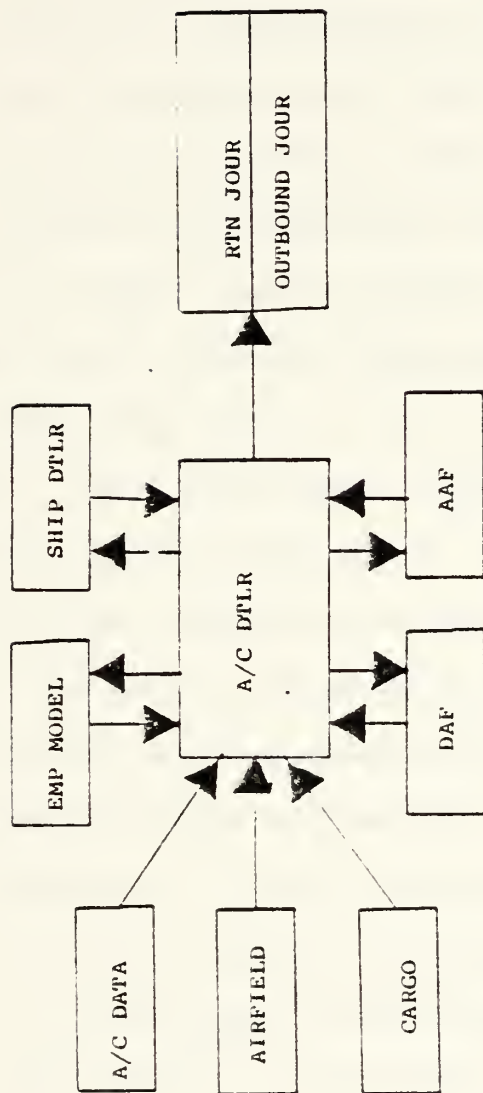 A/C DATA
AIRFIELD
CARGO
EMP MODEL
SHIP DTLR
A/C DTLR
DAF
AAF
RTN JOUR
OUTBOUND JOUR